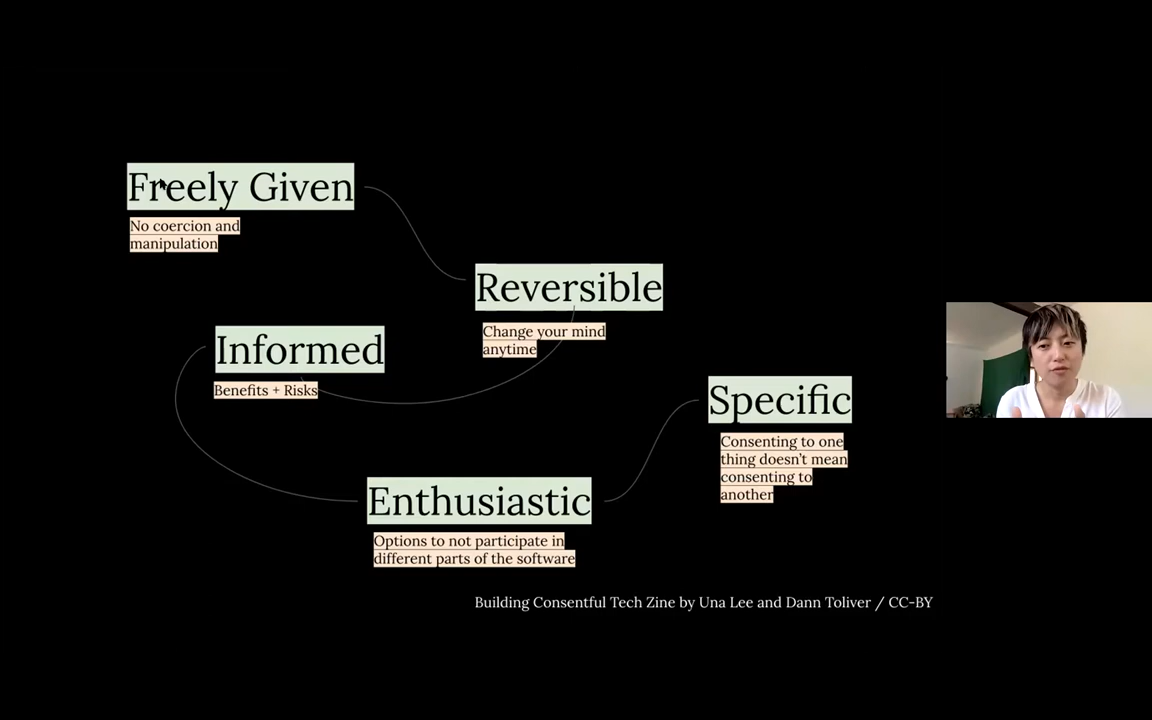 Freely Given
No coercion and
manipulation
Reversible
Change your mind
anytime
Informed
Benefits + Risks
Specific
Consenting to one
thing doesn't mean
consenting to
another
Enthusiastic
Options to not participate in
different parts of the software
Building Consentful Tech Zine by Una Lee and Dann Toliver / CC-BY